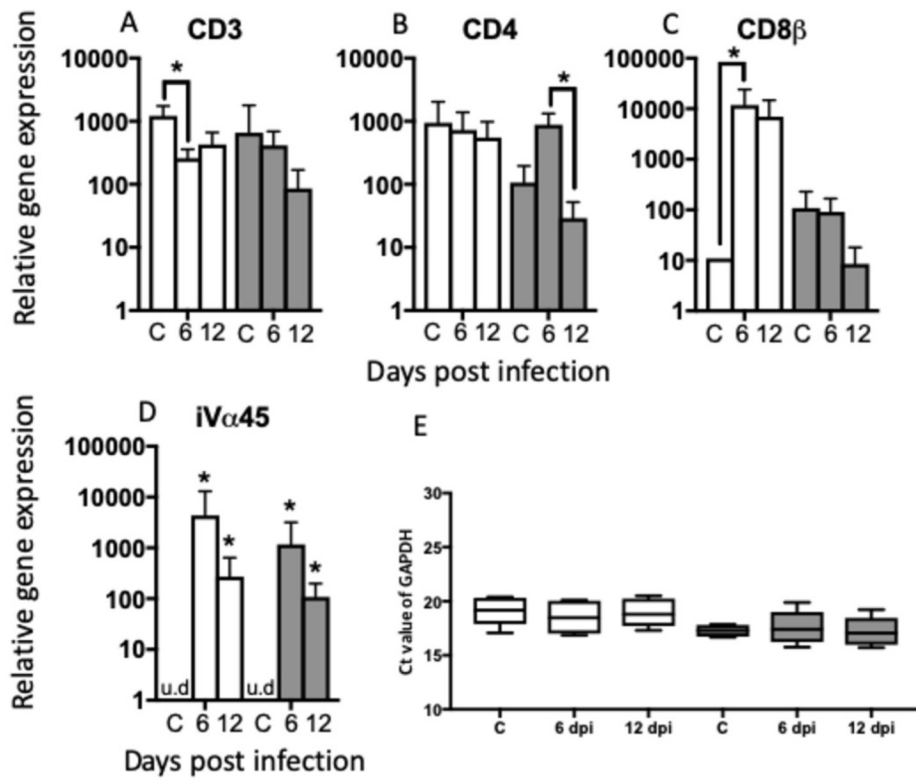 A CD3
B CD4
C CD8β
Relative gene expression
10000
1000
100
10
1
C 6 12 C 6 12
*
10000
1000
100
10
1
C 6 12 C 6 12
*
100000
10000
1000
100
10
1
C 6 12 C 6 12
*
Days post infection
D iVα45
E
Relative gene expression
100000
10000
1000
100
10
1
* * * *
u.d u.d
C 6 12 C 6 12
Days post infection
Ct value of GAPDH
30
25
20
15
10
C 6 dpi 12 dpi C 6 dpi 12 dpi